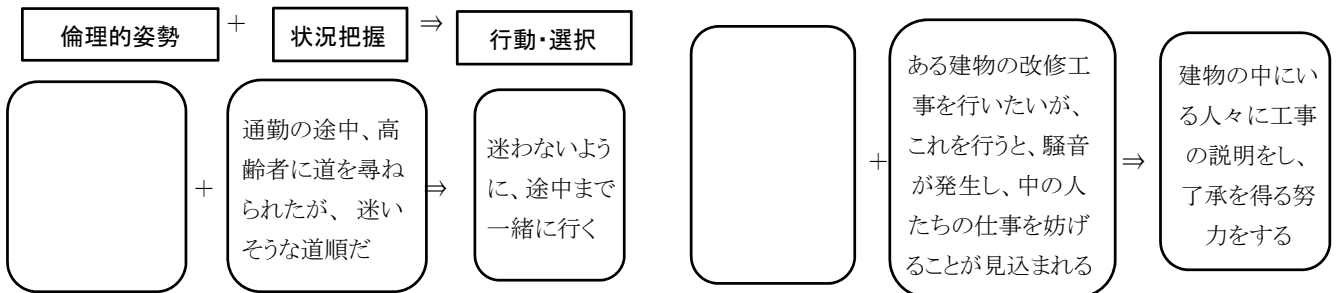 倫理的姿勢 + 状況把握 ⇒ 行動・選択
+
通勤の途中、高
齢者に道を尋ね
られたが、 迷い
そうな道順だ
⇒
迷わないよう
に、途中まで
一緒に行く
+
ある建物の改修工
事を行いたいが、
これを行うと、騒音
が発生し、中の人
たちの仕事を妨げ
ることが見込まれる
⇒
建物の中にい
る人々に工事
の説明をし、
了承を得る努
力をする